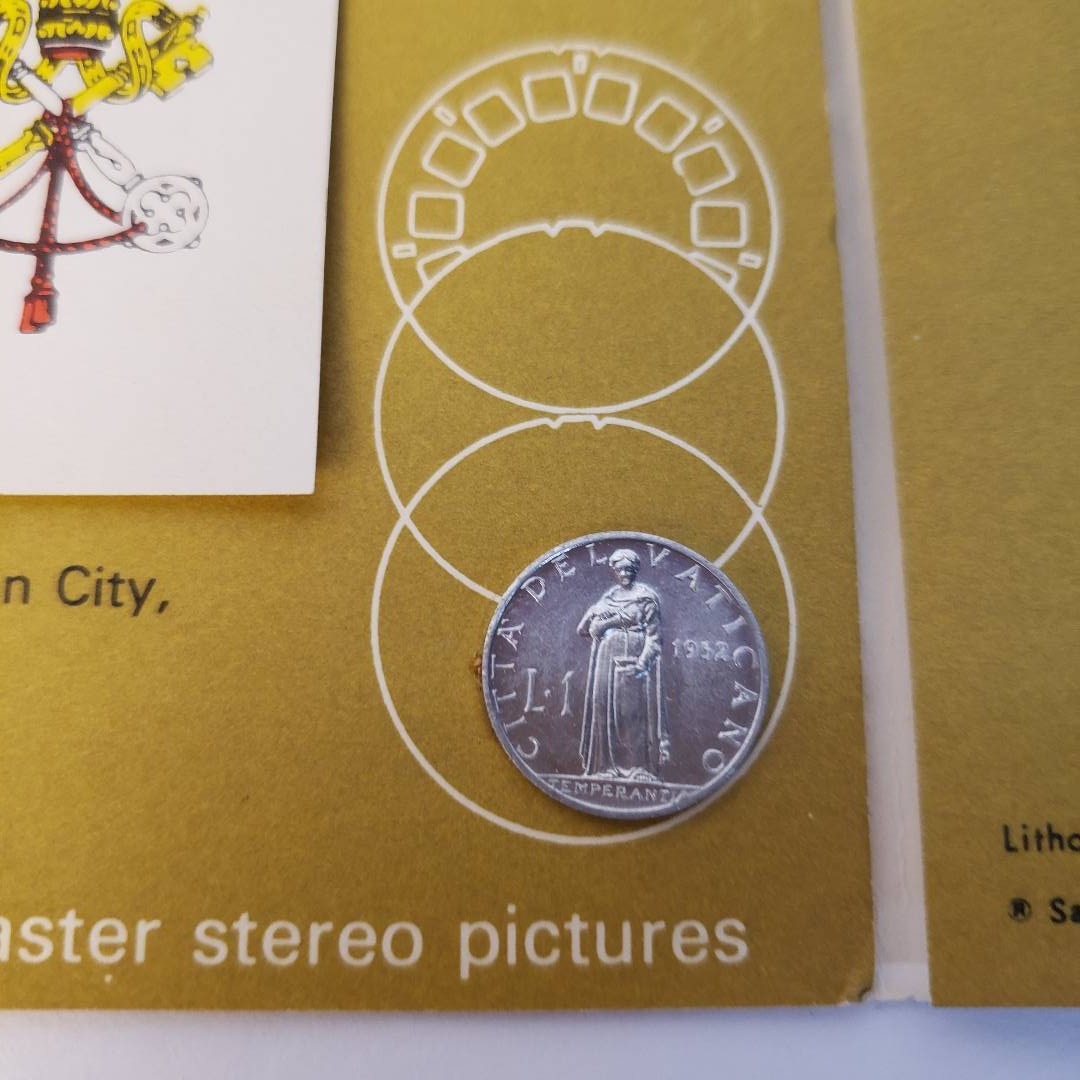 n City,
CITTA DEL VATICANO
1952
L·1
S
TEMPERANTIA
aster stereo pictures
Litho
® Sa